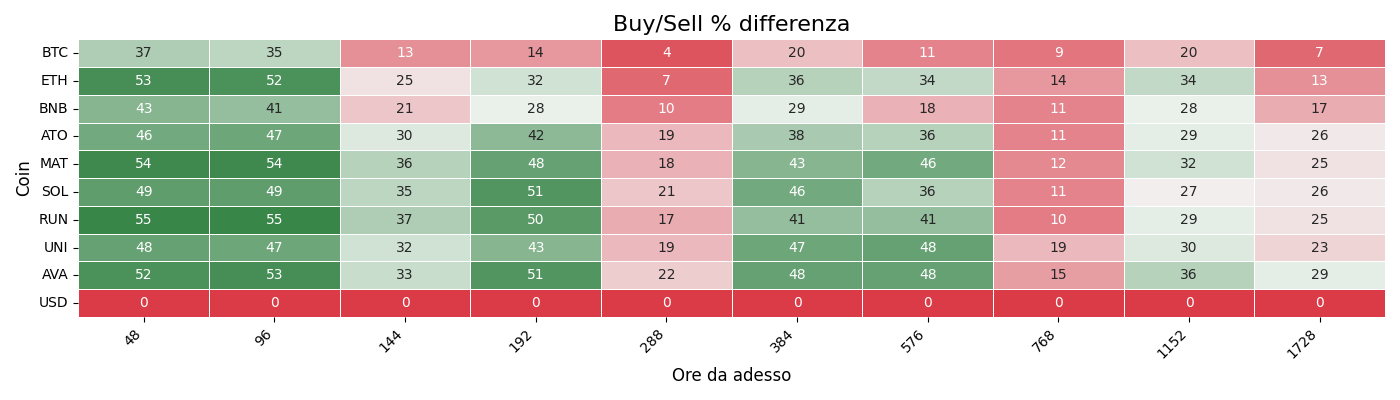 Buy/Sell % differenza
Coin
BTC 37 35 13 14 4 20 11 9 20 7
ETH 53 52 25 32 7 36 34 14 34 13
BNB 43 41 21 28 10 29 18 11 28 17
ATO 46 47 30 42 19 38 36 11 29 26
MAT 54 54 36 48 18 43 46 12 32 25
SOL 49 49 35 51 21 46 36 11 27 26
RUN 55 55 37 50 17 41 41 10 29 25
UNI 48 47 32 43 19 47 48 19 30 23
AVA 52 53 33 51 22 48 48 15 36 29
USD 0 0 0 0 0 0 0 0 0 0
48 96 144 192 288 384 576 768 1152 1728
Ore da adesso